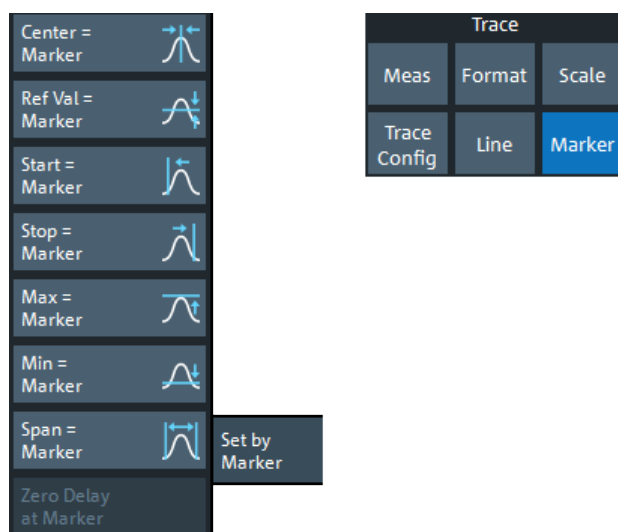 Center =
Marker
Ref Val =
Marker
Start =
Marker
Stop =
Marker
Max =
Marker
Min =
Marker
Span =
Marker
Zero Delay
at Marker
Set by
Marker
Trace
Meas
Format
Scale
Trace
Config
Line
Marker